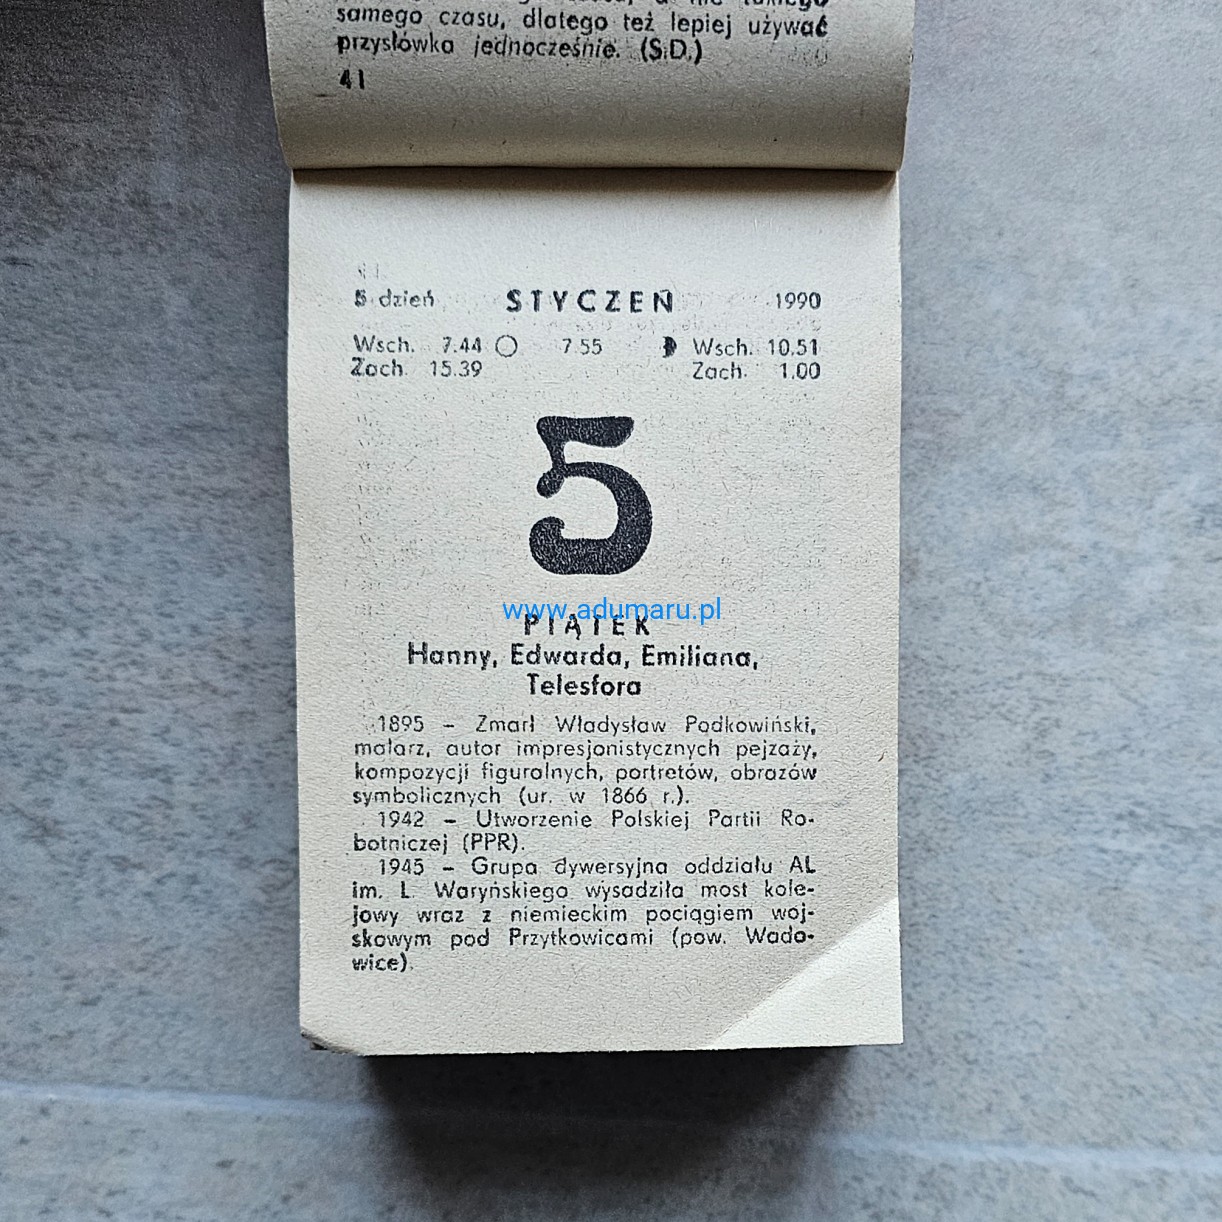 samego czasu, dlatego też lepiej używać
przysłówka jednocześnie. (S.D.)
41
5 dzień STYCZEŃ 1990
Wsch. 7.44 7.55 Wsch. 10.51
Zach. 15.39 Zach. 1.00
5
www.adumaru.pl
PIĄTEK
Hanny, Edwarda, Emiliana,
Telesfora
1895 – Zmarł Władysław Podkowiński,
malarz, autor impresjonistycznych pejzaży,
kompozycji figuralnych, portretów, obrazów
symbolicznych (ur. w 1866 r.).
1942 – Utworzenie Polskiej Partii Ro-
botniczej (PPR).
1945 – Grupa dywersyjna oddziału AL
im. L. Waryńskiego wysadziła most kole-
jowy wraz z niemieckim pociągiem woj-
skowym pod Przytkowicami (pow. Wado-
wice).